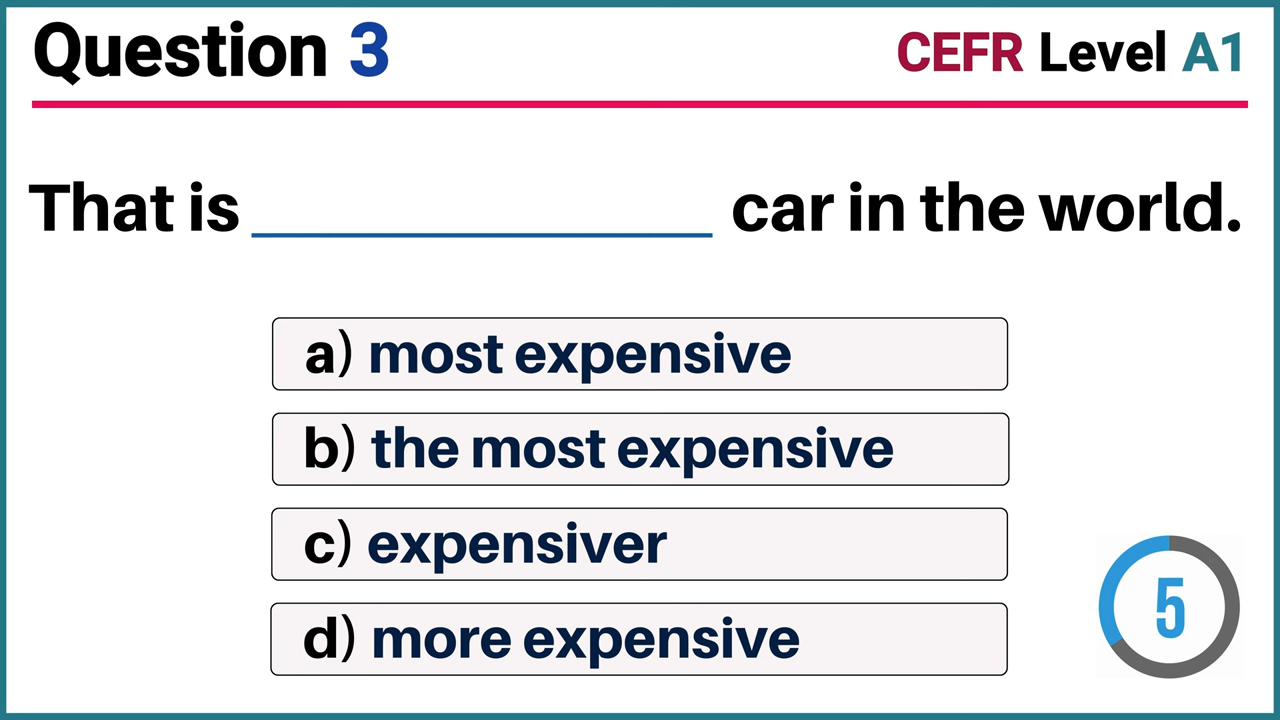 Question 3
CEFR Level A1
That is ____________ car in the world.
a) most expensive
b) the most expensive
c) expensiver
d) more expensive
5